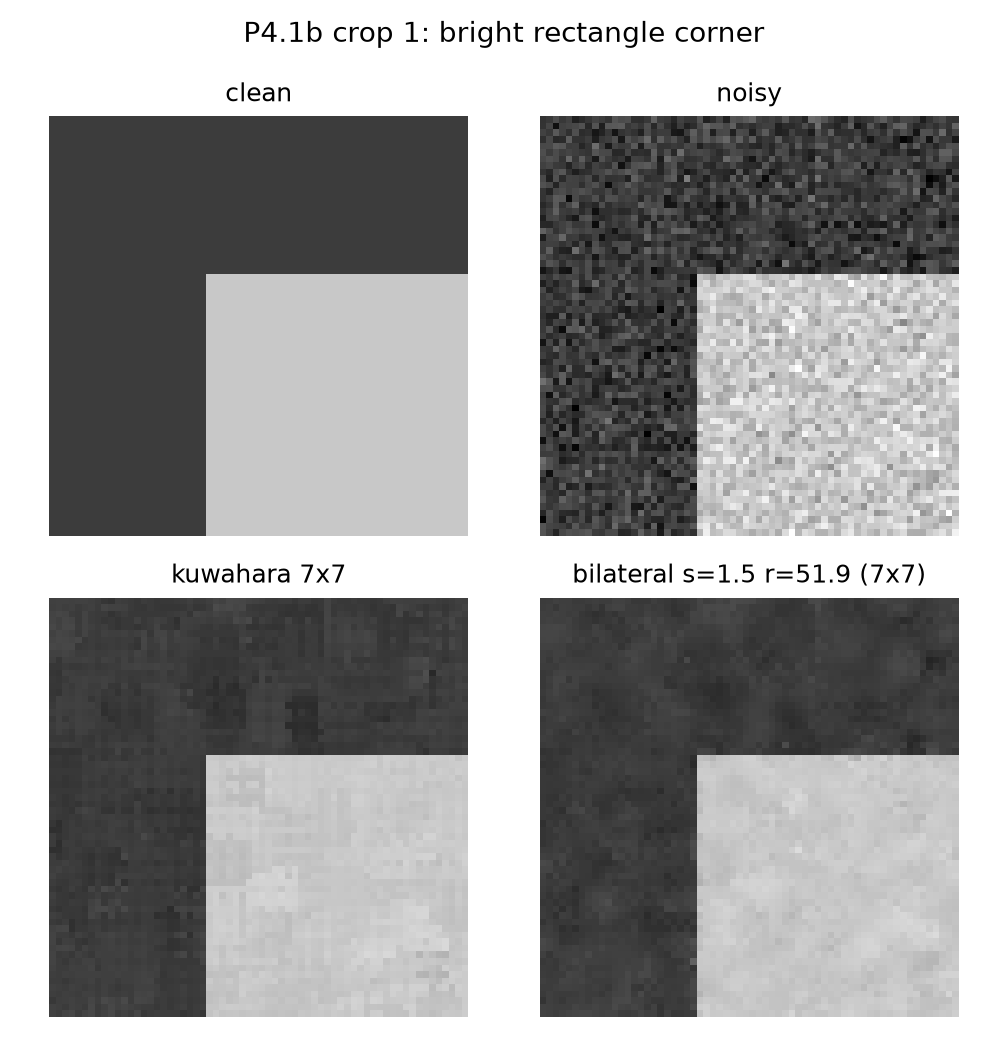 P4.1b crop 1: bright rectangle corner
clean
noisy
kuwahara 7x7
bilateral s=1.5 r=51.9 (7x7)